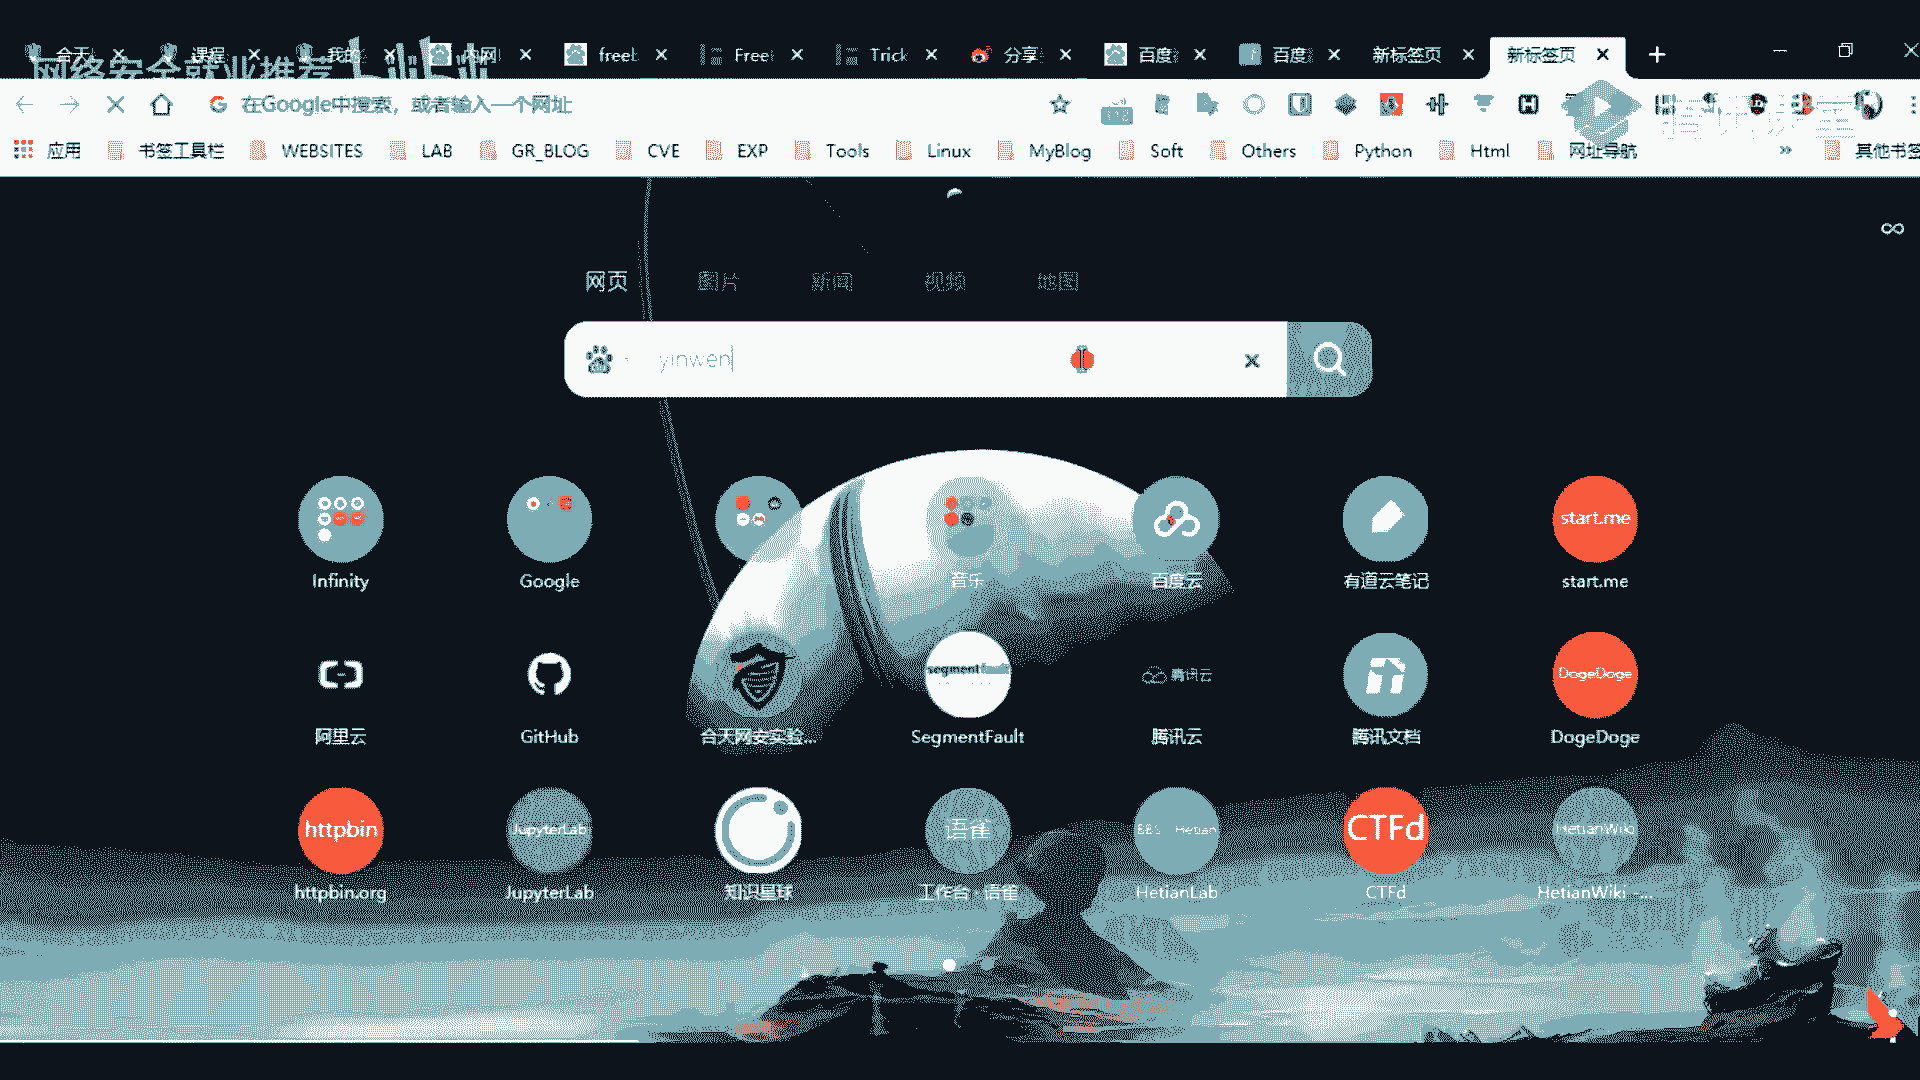 网络安全就业推荐 bilibili
合天 课程 我的 内网 freet Free Trick 分享 百度 百度 新标签页 新标签页
在Google中搜索，或者输入一个网址
应用 书签工具栏 WEBSITES LAB GR_BLOG CVE EXP Tools Linux MyBlog Soft Others Python Html 网址导航 其他书签
网页 图片 新闻 视频 地图
yinwen
start.me
Infinity Google 音乐 百度云 有道云笔记 start.me
segmentfault 腾讯云 DogeDoge
阿里云 GitHub 合天网安实验... SegmentFault 腾讯云 腾讯文档 DogeDoge
httpbin JupyterLab 语雀 BBS Hetian CTFd HetianWiki
httpbin.org JupyterLab 知识星球 工作台 · 语雀 HetianLab CTFd HetianWiki -...